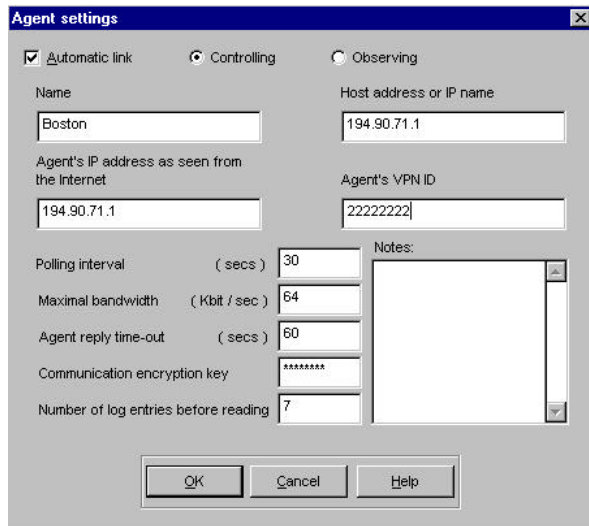 Agent settings
Automatic link Controlling Observing
Name
Boston
Host address or IP name
194.90.71.1
Agent's IP address as seen from
the Internet
194.90.71.1
Agent's VPN ID
22222222
Polling interval ( secs ) 30
Maximal bandwidth ( Kbit / sec ) 64
Agent reply time-out ( secs ) 60
Communication encryption key ********
Number of log entries before reading 7
Notes:
OK Cancel Help